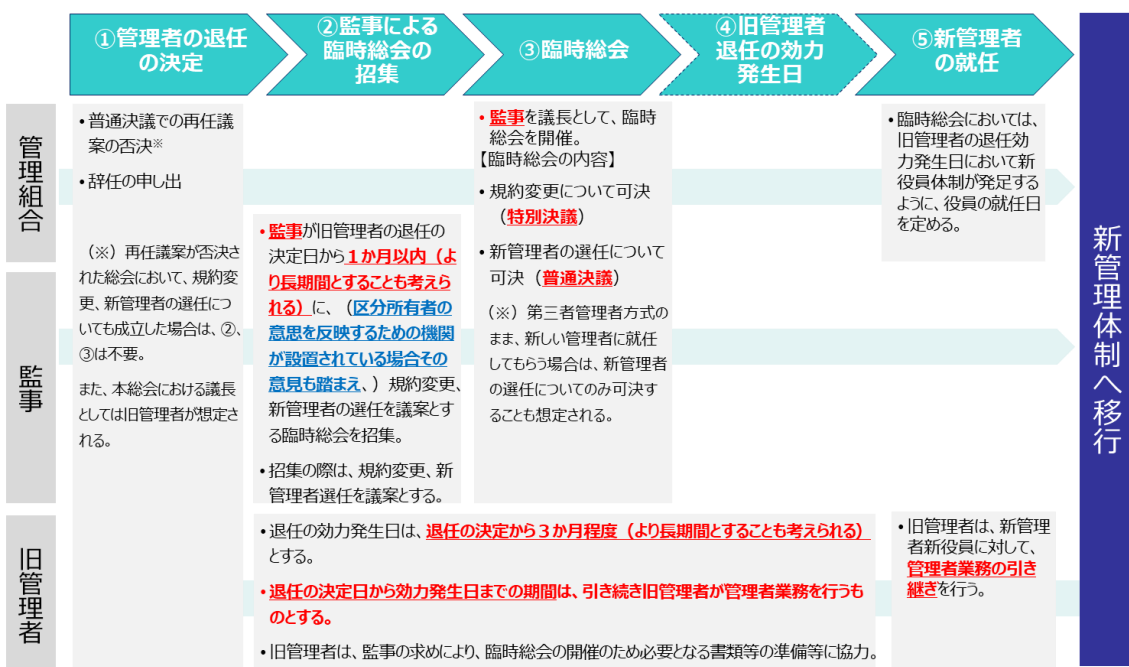 ①管理者の退任
の決定
②監事による
臨時総会の
招集
③臨時総会
④旧管理者
退任の効力
発生日
⑤新管理者
の就任
管理組合
監事
旧管理者
・普通決議での再任議
案の否決※
・辞任の申し出
（※）再任議案が否決さ
れた総会において、規約変
更、新管理者の選任につ
いても成立した場合は、②、
③は不要。
また、本総会における議長
としては旧管理者が想定さ
れる。
・監事が旧管理者の退任の
決定日から１か月以内（よ
り長期間とすることも考えら
れる）に、（区分所有者の
意思を反映するための機関
が設置されている場合その
意見も踏まえ、）規約変更、
新管理者の選任を議案とす
る臨時総会を招集。
・招集の際は、規約変更、新
管理者選任を議案とする。
・監事を議長として、臨時
総会を開催。
【臨時総会の内容】
・規約変更について可決
（特別決議）
・新管理者の選任について
可決（普通決議）
（※）第三者管理者方式の
まま、新しい管理者に就任
してもらう場合は、新管理者
の選任についてのみ可決す
ることも想定される。
・臨時総会においては、
旧管理者の退任効
力発生日において新
役員体制が発足する
ように、役員の就任日
を定める。
・退任の効力発生日は、退任の決定から３か月程度（より長期間とすることも考えられる）
とする。
・退任の決定日から効力発生日までの期間は、引き続き旧管理者が管理者業務を行うも
のとする。
・旧管理者は、監事の求めにより、臨時総会の開催のため必要となる書類等の準備等に協力。
・旧管理者は、新管理
者新役員に対して、
管理者業務の引き
継ぎを行う。
新管理体制へ移行